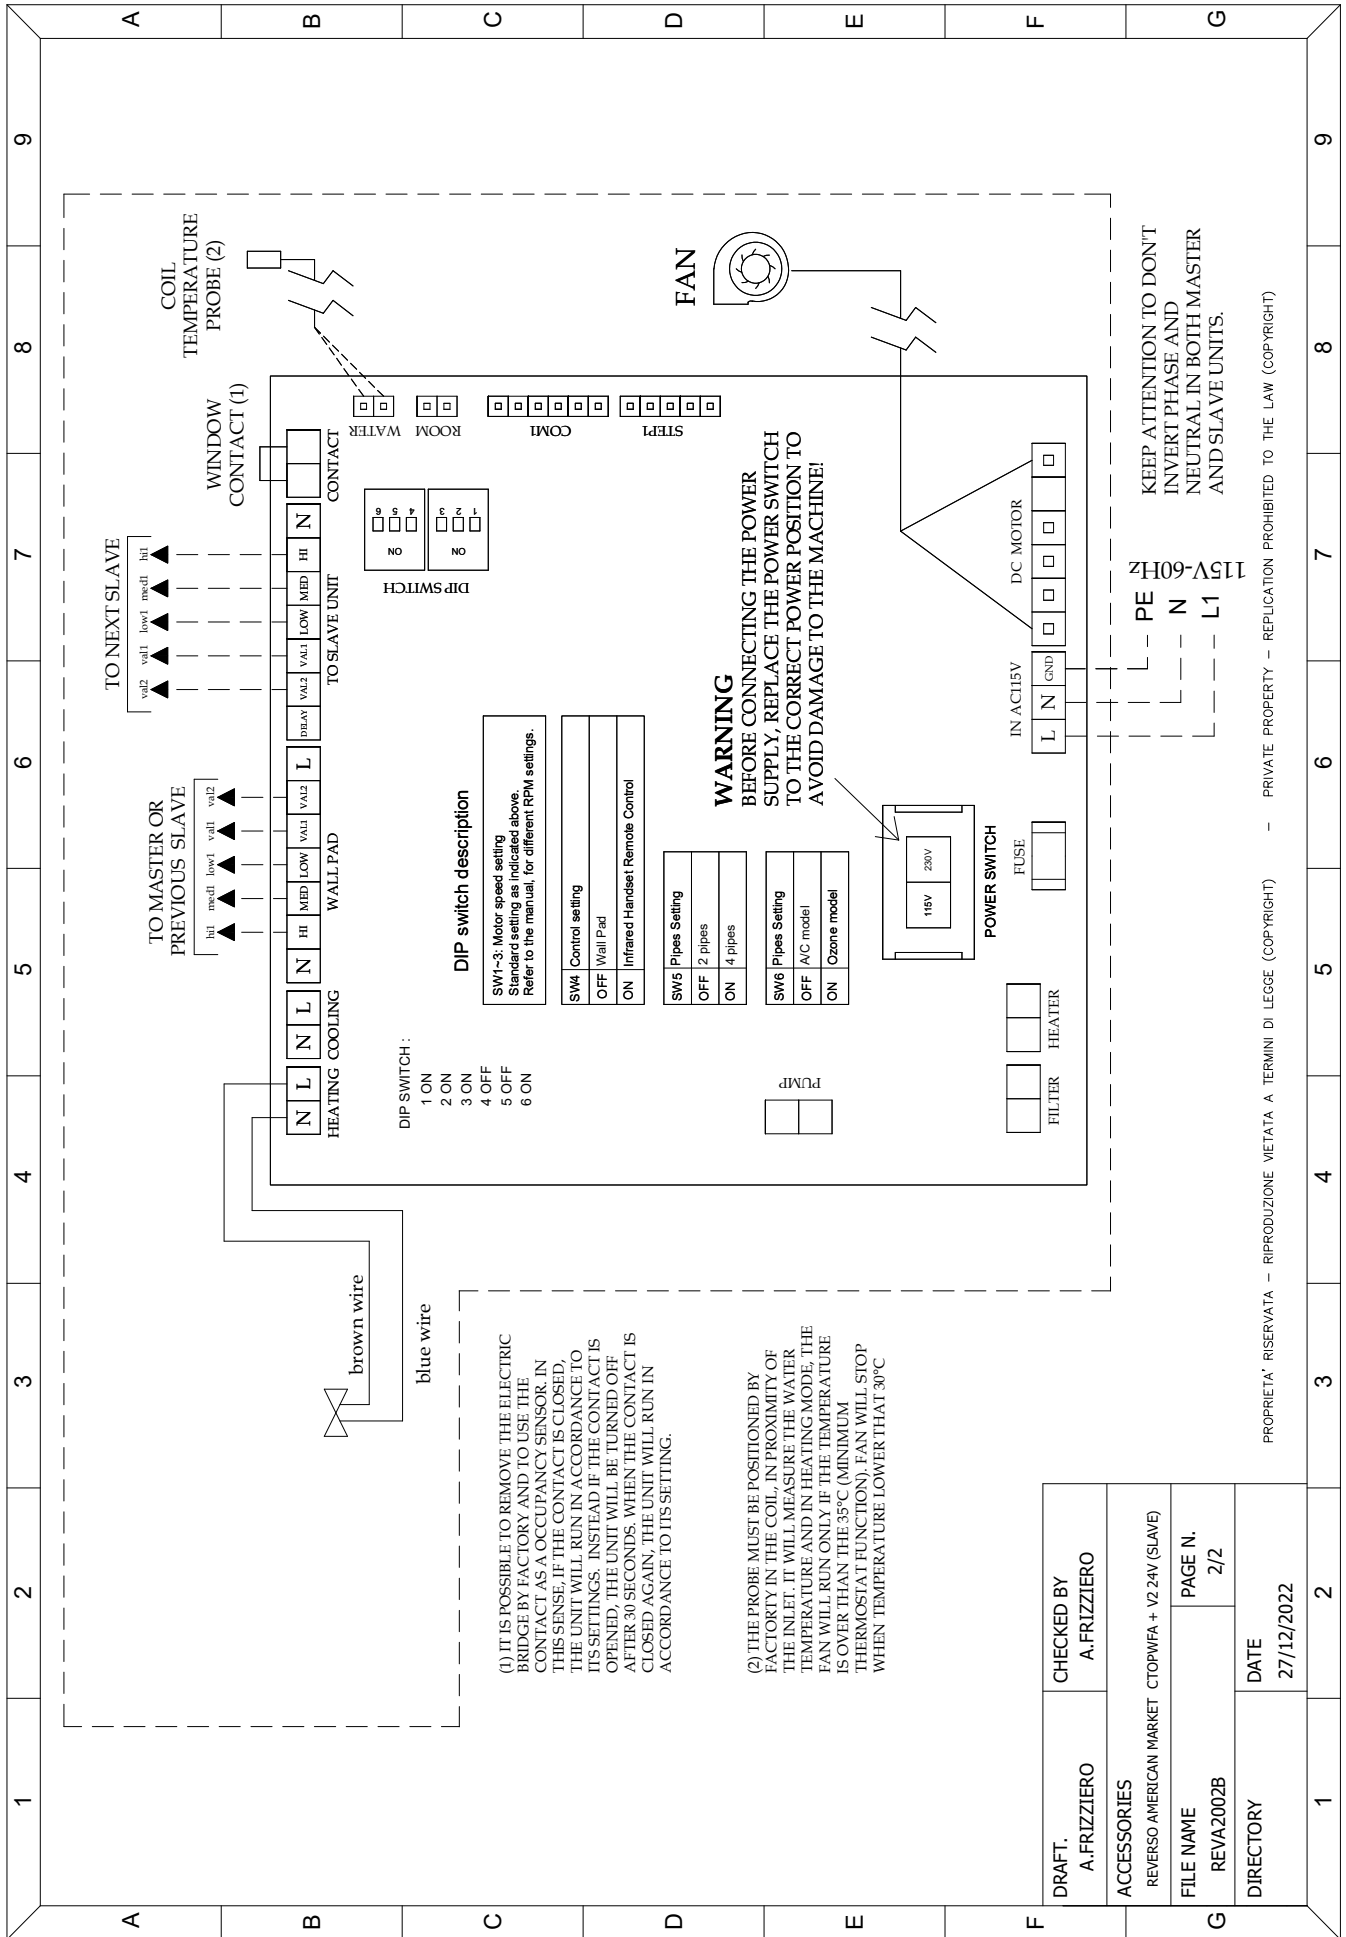 A
B
C
D
E
F
G
9
8
7
6
5
4
3
2
1
TO NEXT SLAVE
val2
val1
low1
med1
hi1
COIL
TEMPERATURE
PROBE (2)
WINDOW
CONTACT (1)
TO MASTER OR
PREVIOUS SLAVE
hi1
med1
low1
val1
val2
N
L
HEATING
N
L
COOLING
N
HI
MED
LOW
VAL1
VAL2
L
WALL PAD
DELAY
VAL2
VAL1
LOW
MED
HI
N
TO SLAVE UNIT
CONTACT
WATER
ROOM
COM1
STEP1
ON
4 5 6
ON
1 2 3
DIP SWITCH
brown wire
blue wire
DIP SWITCH :
1 ON
2 ON
3 ON
4 OFF
5 OFF
6 ON
DIP switch description
SW1~3: Motor speed setting
Standard setting as indicated above.
Refer to the manual, for different RPM settings.
SW4 Control setting
OFF Wall Pad
ON Infrared Handset Remote Control
SW5 Pipes Setting
OFF 2 pipes
ON 4 pipes
SW6 Pipes Setting
OFF A/C model
ON Ozone model
WARNING
BEFORE CONNECTING THE POWER
SUPPLY, REPLACE THE POWER SWITCH
TO THE CORRECT POWER POSITION TO
AVOID DAMAGE TO THE MACHINE!
FAN
PUMP
115V
230V
POWER SWITCH
FILTER
HEATER
FUSE
IN AC115V
L
N
GND
DC MOTOR
PE
N
L1
115V-60Hz
KEEP ATTENTION TO DON'T
INVERT PHASE AND
NEUTRAL IN BOTH MASTER
AND SLAVE UNITS.
(1) IT IS POSSIBLE TO REMOVE THE ELECTRIC
BRIDGE BY FACTORY AND TO USE THE
CONTACT AS A OCCUPANCY SENSOR. IN
THIS SENSE, IF THE CONTACT IS CLOSED,
THE UNIT WILL RUN IN ACCORDANCE TO
ITS SETTINGS. INSTEAD IF THE CONTACT IS
OPENED, THE UNIT WILL BE TURNED OFF
AFTER 30 SECONDS. WHEN THE CONTACT IS
CLOSED AGAIN, THE UNIT WILL RUN IN
ACCORDANCE TO ITS SETTING.
(2) THE PROBE MUST BE POSITIONED BY
FACTORTY IN THE COIL, IN PROXIMITY OF
THE INLET. IT WILL MEASURE THE WATER
TEMPERATURE AND IN HEATING MODE, THE
FAN WILL RUN ONLY IF THE TEMPERATURE
IS OVER THAN THE 35°C (MINIMUM
THERMOSTAT FUNCTION). FAN WILL STOP
WHEN TEMPERATURE LOWER THAT 30°C
PROPRIETA' RISERVATA – RIPRODUZIONE VIETATA A TERMINI DI LEGGE (COPYRIGHT) – PRIVATE PROPERTY – REPLICATION PROHIBITED TO THE LAW (COPYRIGHT)
DRAFT.
A.FRIZZIERO
CHECKED BY
A.FRIZZIERO
ACCESSORIES
REVERSO AMERICAN MARKET CTOPWFA + V2 24V (SLAVE)
FILE NAME
REVA2002B
PAGE N.
2/2
DIRECTORY
DATE
27/12/2022
1
2
3
4
5
6
7
8
9
A
B
C
D
E
F
G